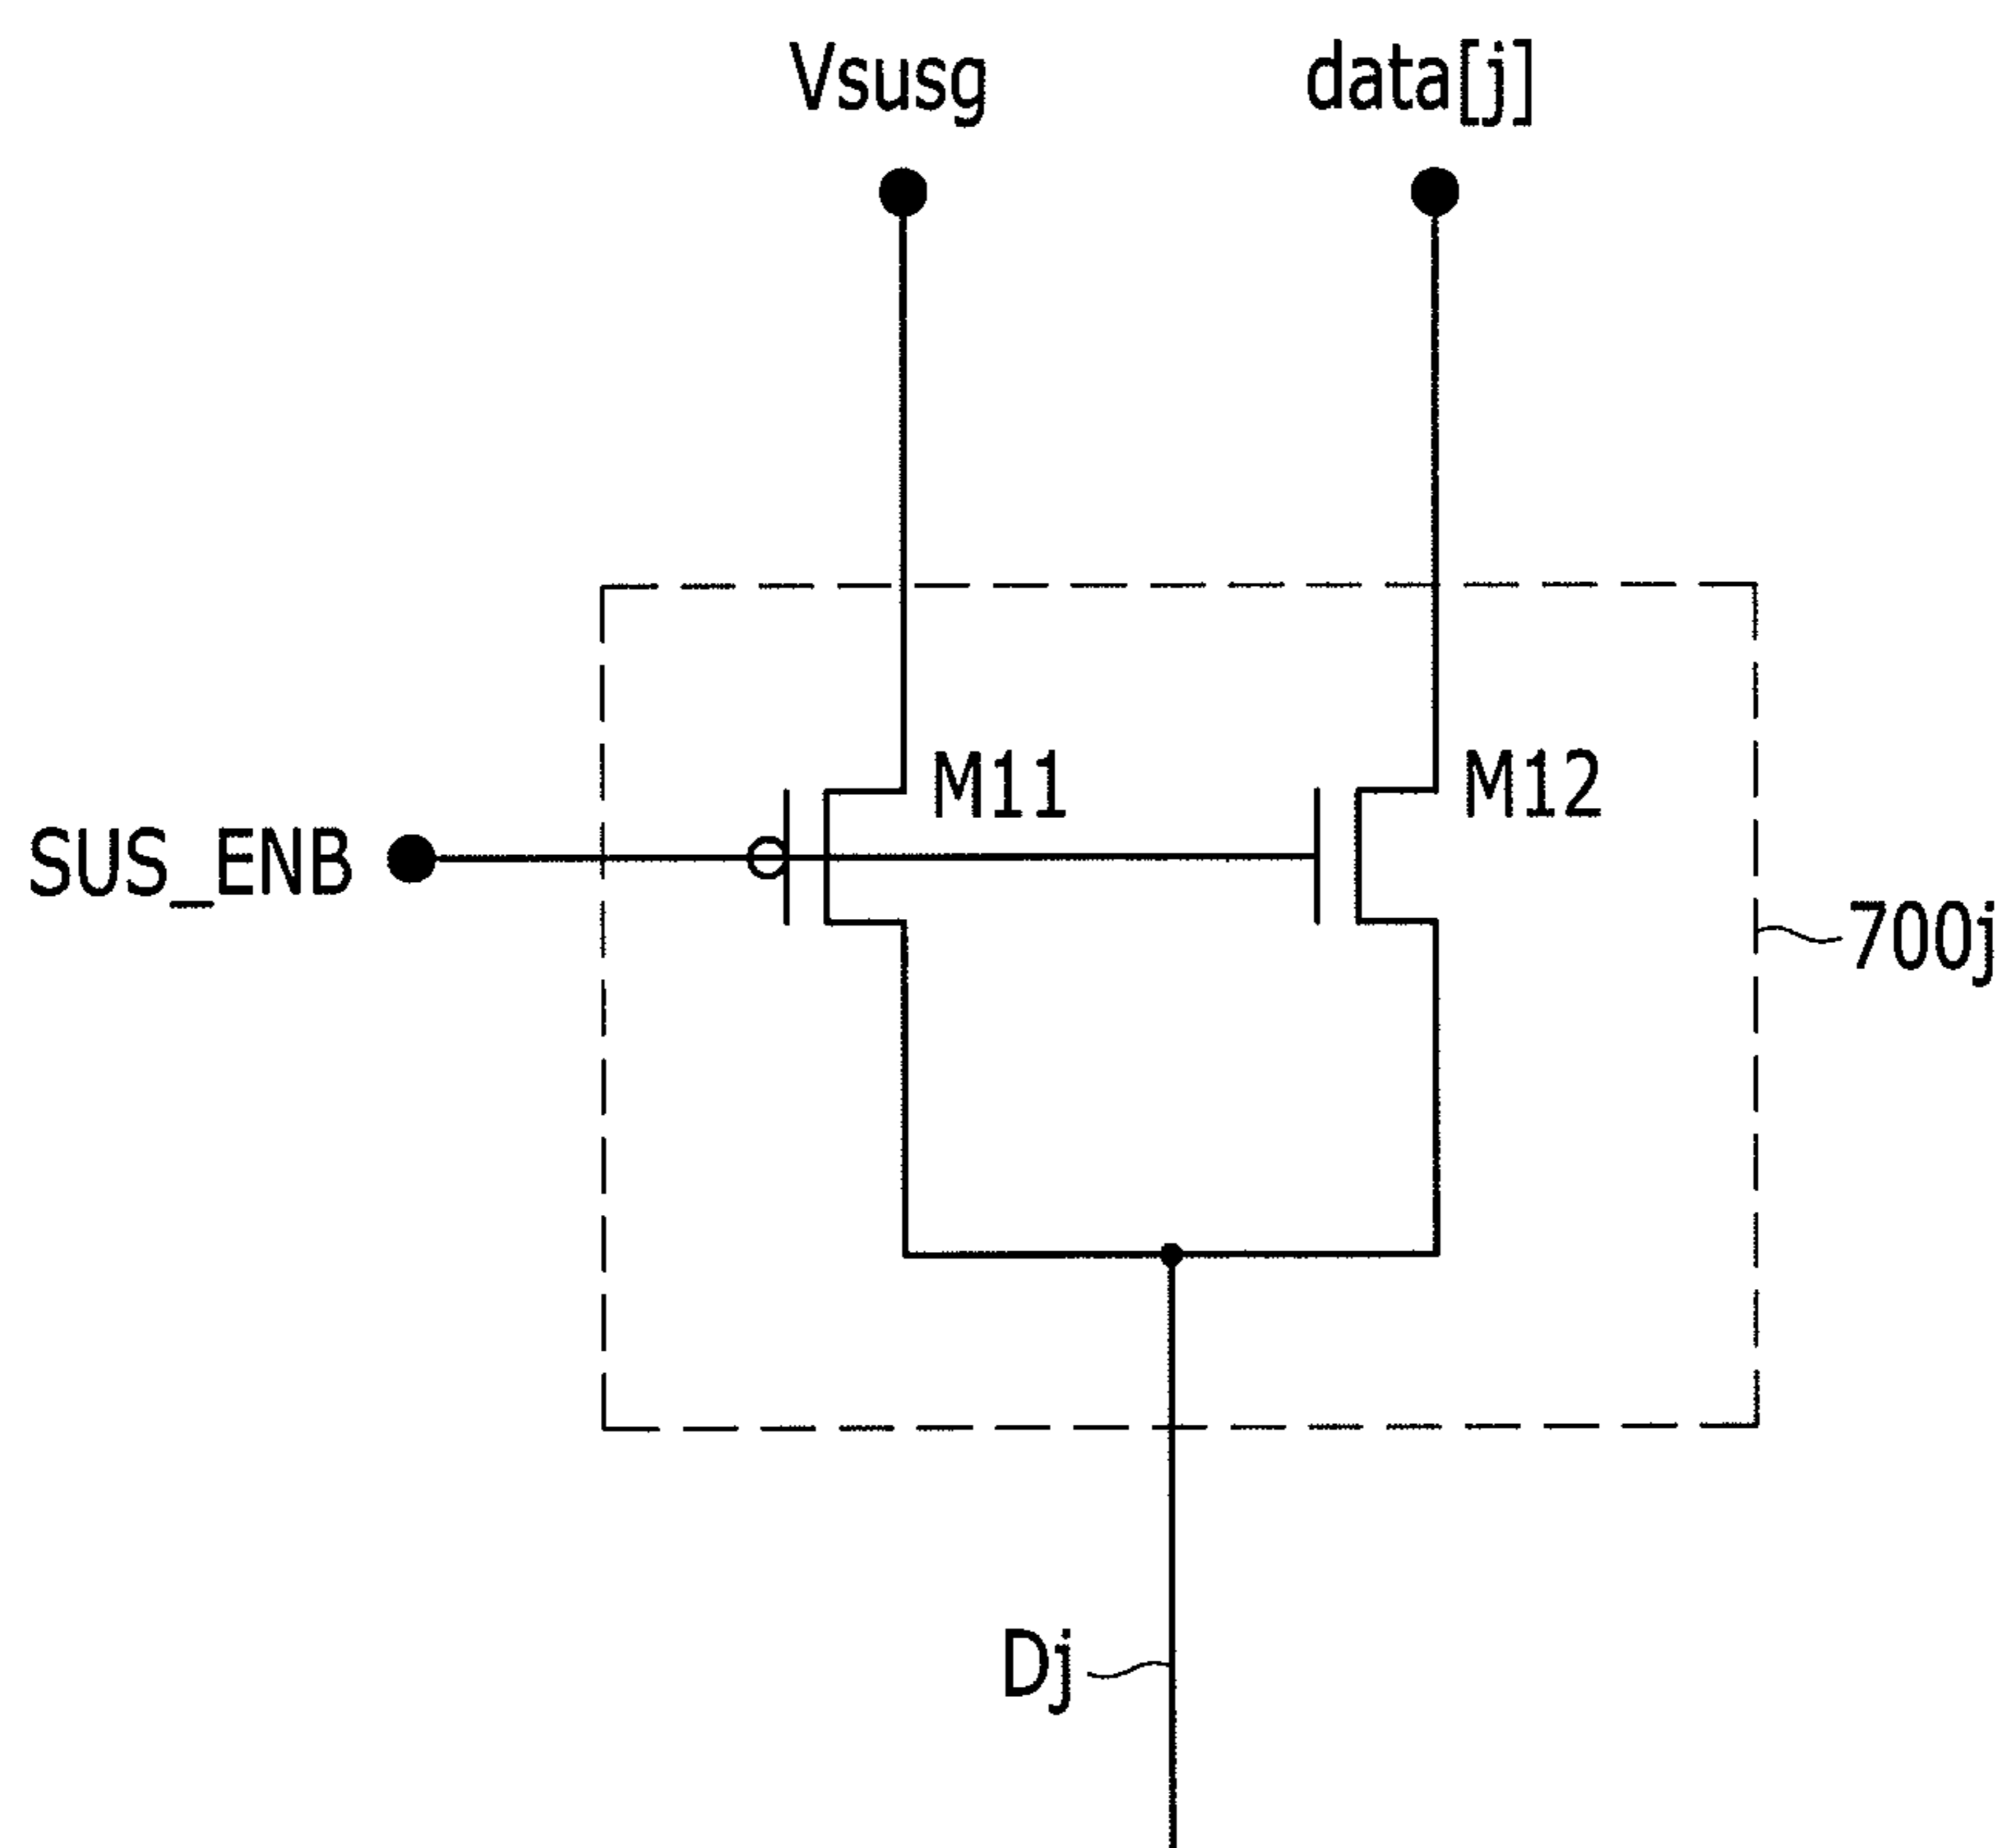 Vsusg
data[j]
M11
M12
SUS_ENB
700j
Dj